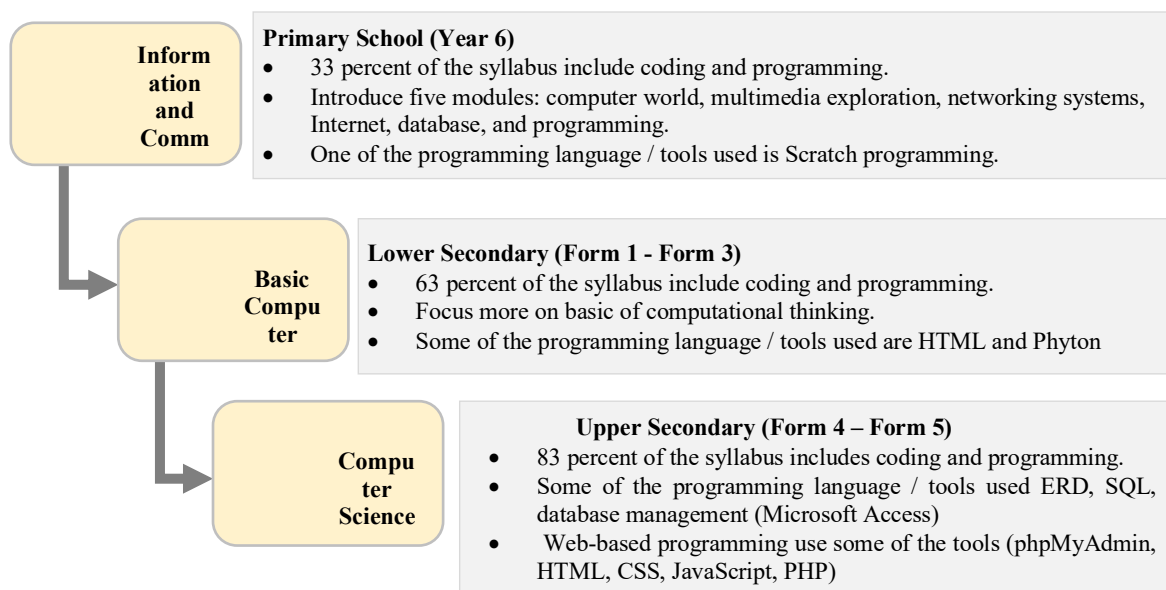 Inform
ation
and
Comm
Primary School (Year 6)
• 33 percent of the syllabus include coding and programming.
• Introduce five modules: computer world, multimedia exploration, networking systems,
Internet, database, and programming.
• One of the programming language / tools used is Scratch programming.
Basic
Compu
ter
Lower Secondary (Form 1 - Form 3)
• 63 percent of the syllabus include coding and programming.
• Focus more on basic of computational thinking.
• Some of the programming language / tools used are HTML and Phyton
Compu
ter
Science
Upper Secondary (Form 4 – Form 5)
• 83 percent of the syllabus includes coding and programming.
• Some of the programming language / tools used ERD, SQL,
database management (Microsoft Access)
• Web-based programming use some of the tools (phpMyAdmin,
HTML, CSS, JavaScript, PHP)